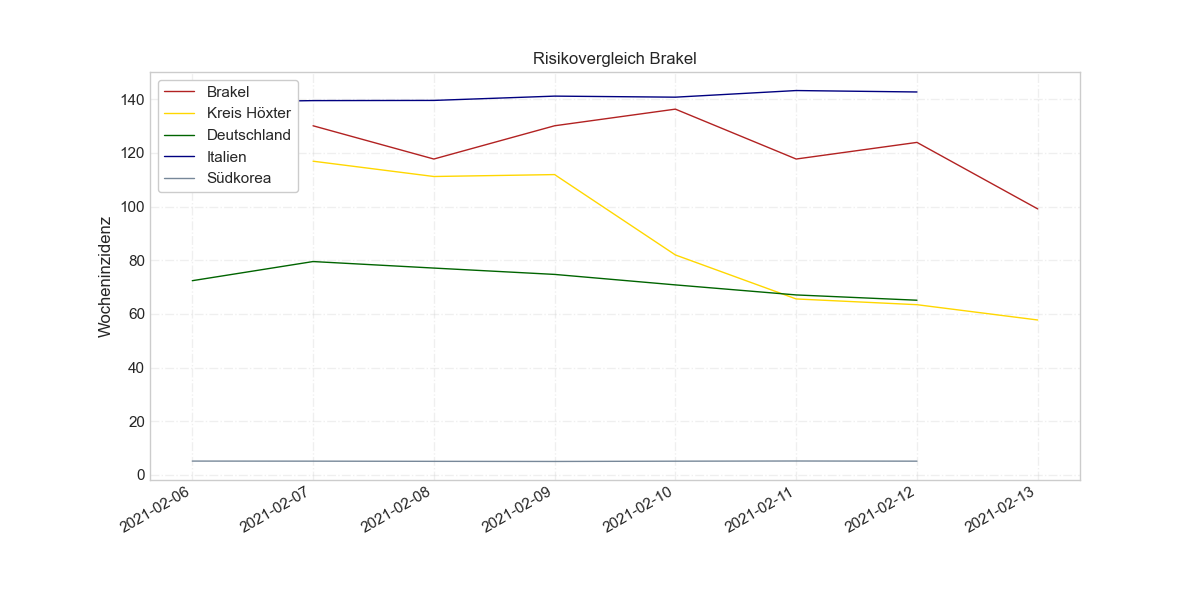 Risikovergleich Brakel
Wocheninzidenz
140
120
100
80
60
40
20
0
Brakel
Kreis Höxter
Deutschland
Italien
Südkorea
2021-02-06
2021-02-07
2021-02-08
2021-02-09
2021-02-10
2021-02-11
2021-02-12
2021-02-13